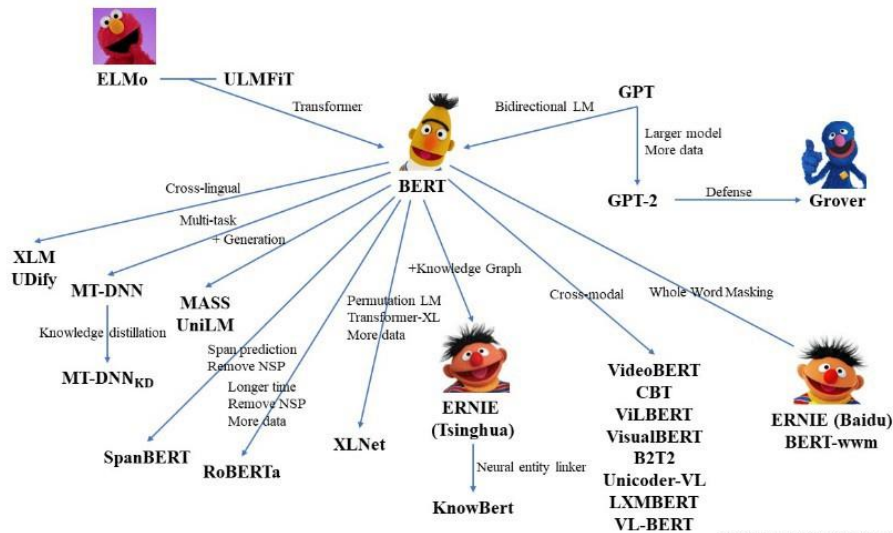 ELMo
ULMFiT
GPT
Transformer
Bidirectional LM
Larger model
More data
BERT
GPT-2
Defense
Grover
Cross-lingual
Multi-task
+ Generation
+Knowledge Graph
Cross-modal
Whole Word Masking
XLM
UDify
MT-DNN
MASS
UniLM
Permutation LM
Transformer-XL
More data
Knowledge distillation
MT-DNNKD
Span prediction
Remove NSP
Longer time
Remove NSP
More data
SpanBERT
RoBERTa
XLNet
ERNIE
(Tsinghua)
Neural entity linker
KnowBert
VideoBERT
CBT
ViLBERT
VisualBERT
B2T2
Unicoder-VL
LXMBERT
VL-BERT
ERNIE (Baidu)
BERT-wwm